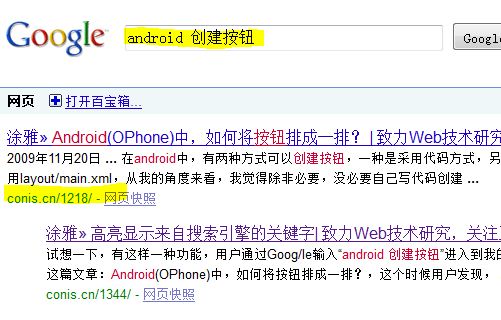 Google
android 创建按钮
Google
网页 打开百宝箱...
涂雅» Android(OPhone)中，如何将按钮排成一排？ | 致力Web技术研
2009年11月20日 ... 在android中，有两种方式可以创建按钮，一种是采用代码方式，另
用layout/main.xml，从我的角度来看，我觉得除非必要，没必要自己写代码创建 ...
conis.cn/1218/ - 网页快照
涂雅» 高亮显示来自搜索引擎的关键字| 致力Web技术研究，关注互
试想一下，有这样一种功能，用户通过Goog/le输入“android 创建按钮”进入到我的
这篇文章：Android(OPhone)中，如何将按钮排成一排？，这个时候用户发现，
conis.cn/1344/ - 网页快照